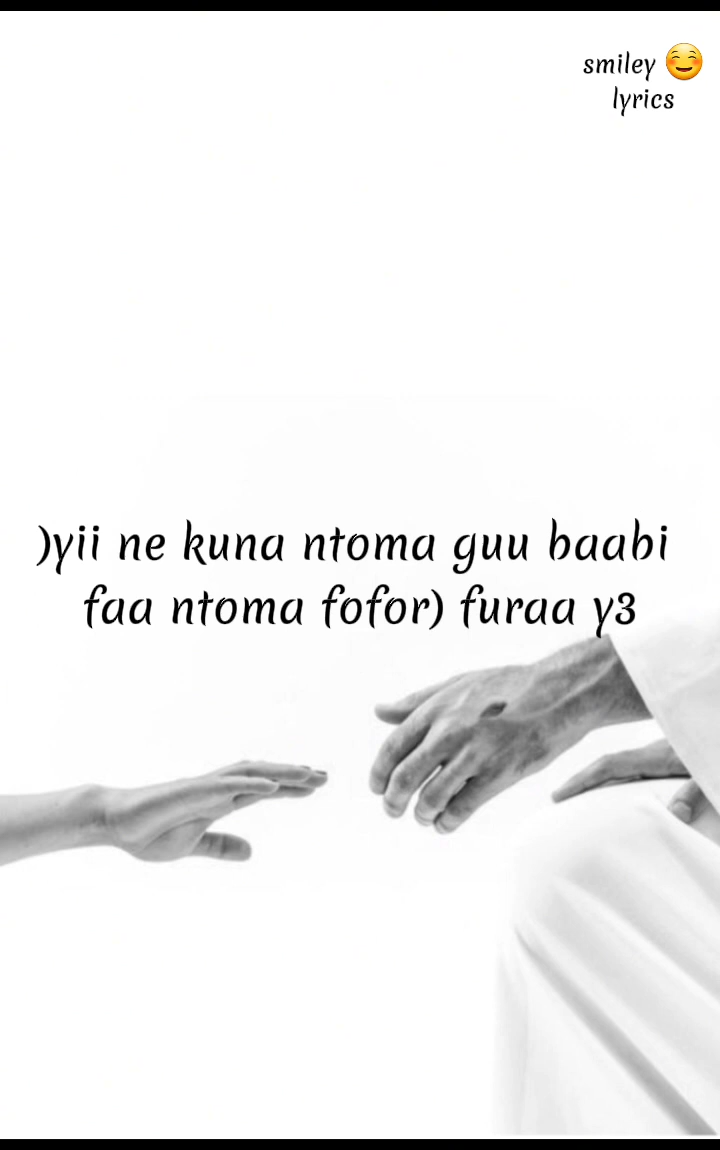 smiley 😊
lyrics
)yii ne kuna ntoma guu baabi
faa ntoma fofor) furaa y3